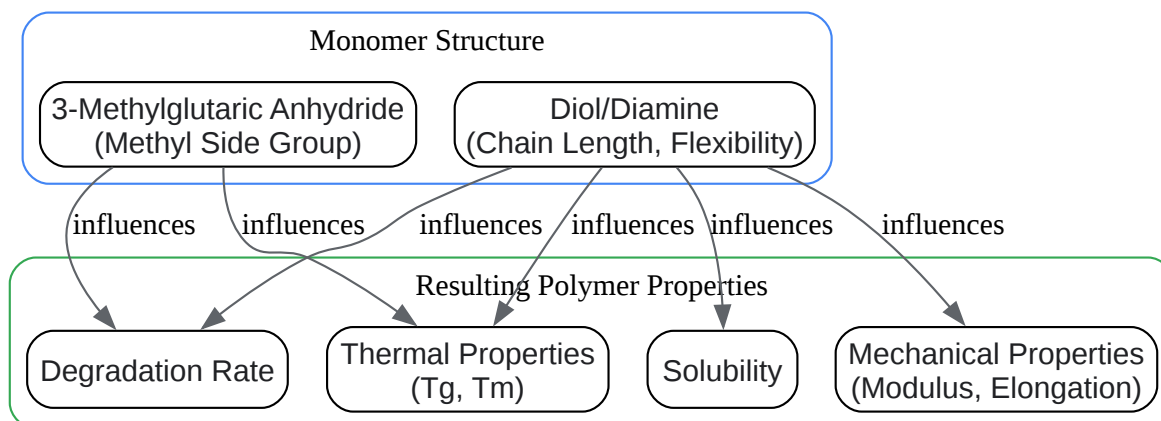 Monomer Structure
3-Methylglutaric Anhydride
(Methyl Side Group)
Diol/Diamine
(Chain Length, Flexibility)
influences
influences
influences
influences
influences
influences
Resulting Polymer Properties
Degradation Rate
Thermal Properties
(Tg, Tm)
Solubility
Mechanical Properties
(Modulus, Elongation)